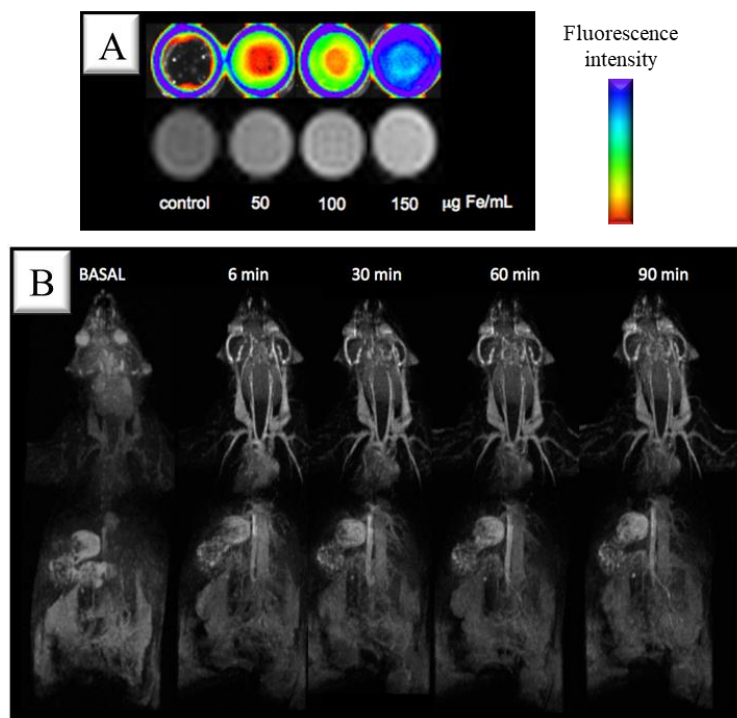 A
Fluorescence
intensity
control 50 100 150 μg Fe/mL
B
BASAL 6 min 30 min 60 min 90 min